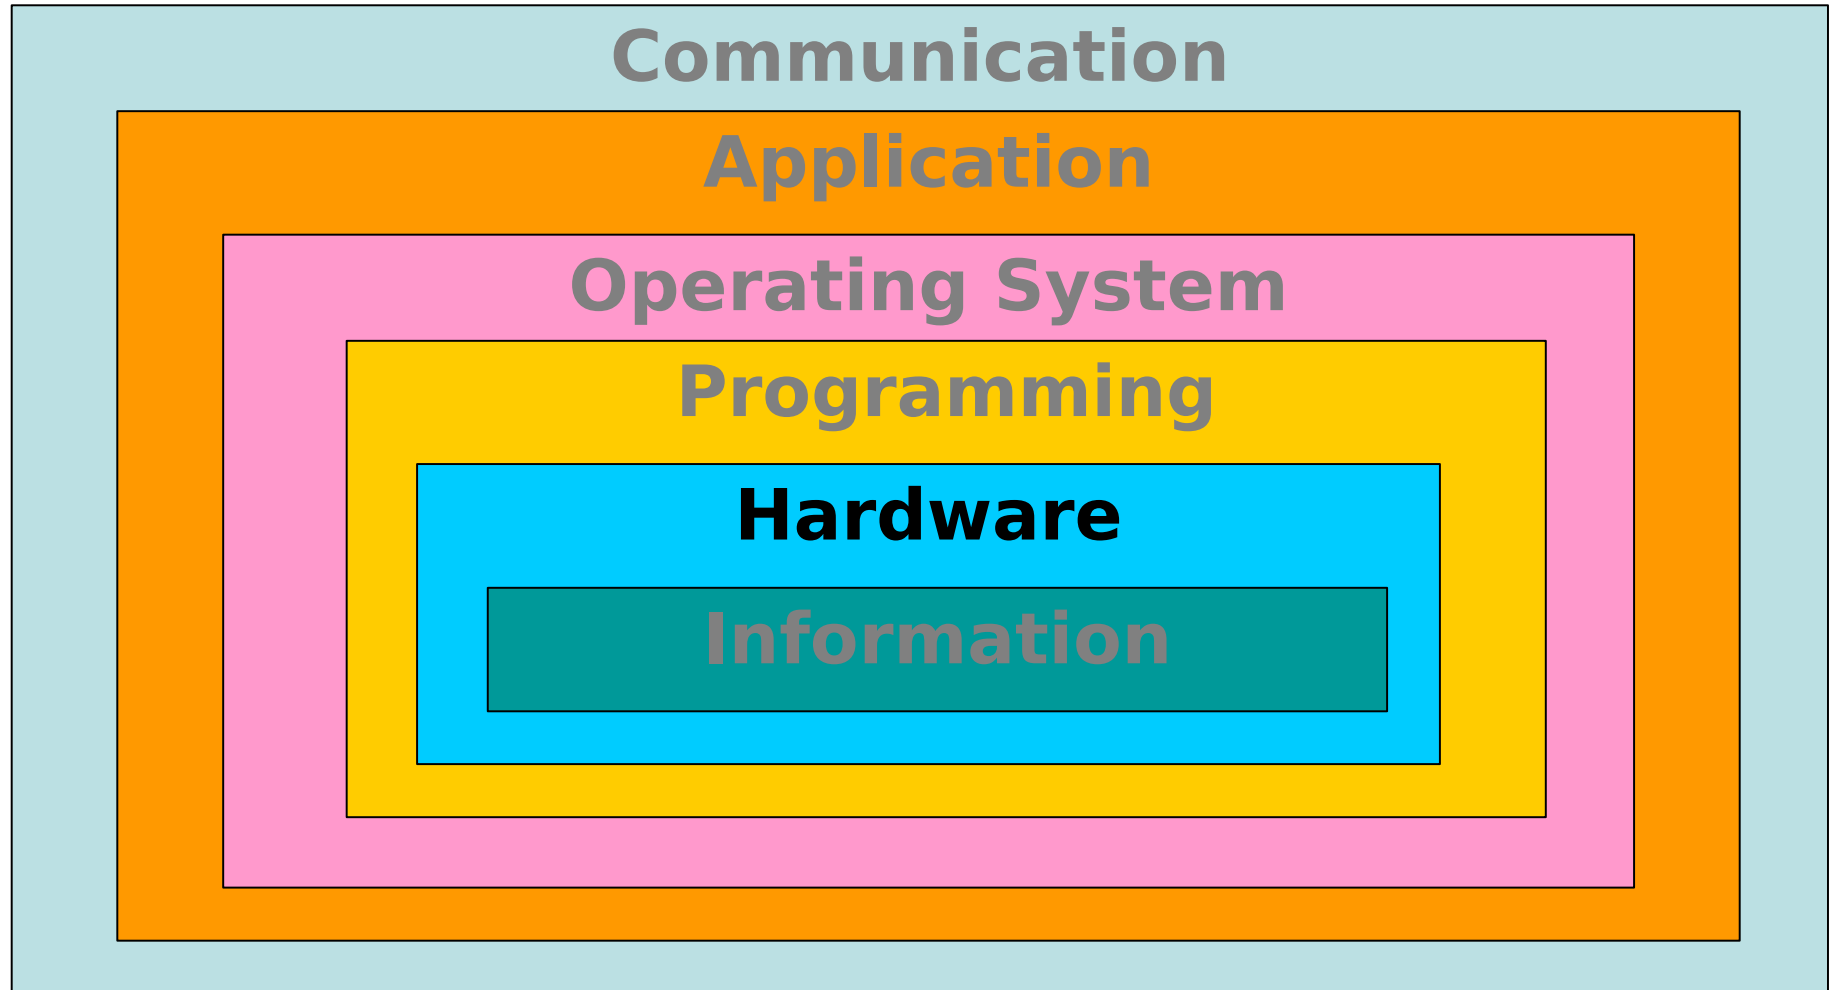 Communication
Application
Operating System
Programming
Hardware
Information